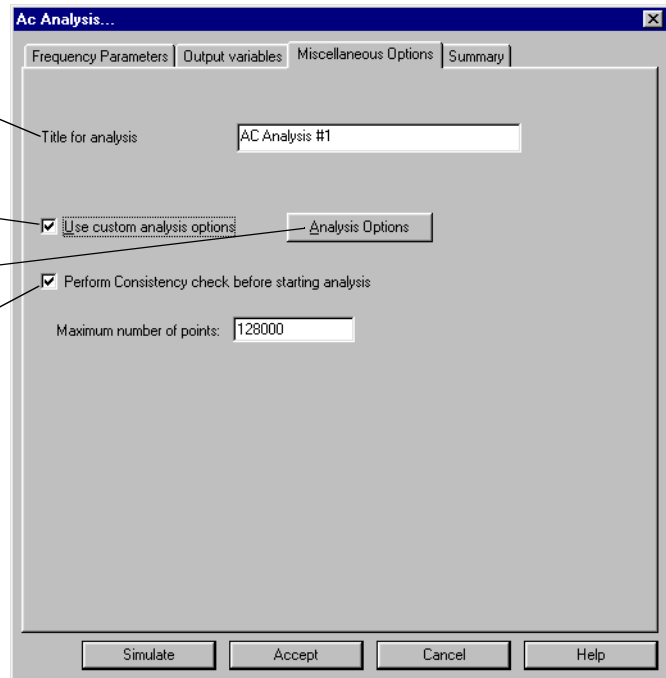 Ac Analysis...
Frequency Parameters Output variables Miscellaneous Options Summary
Title for analysis AC Analysis #1
Use custom analysis options Analysis Options
Perform Consistency check before starting analysis
Maximum number of points: 128000
Simulate Accept Cancel Help